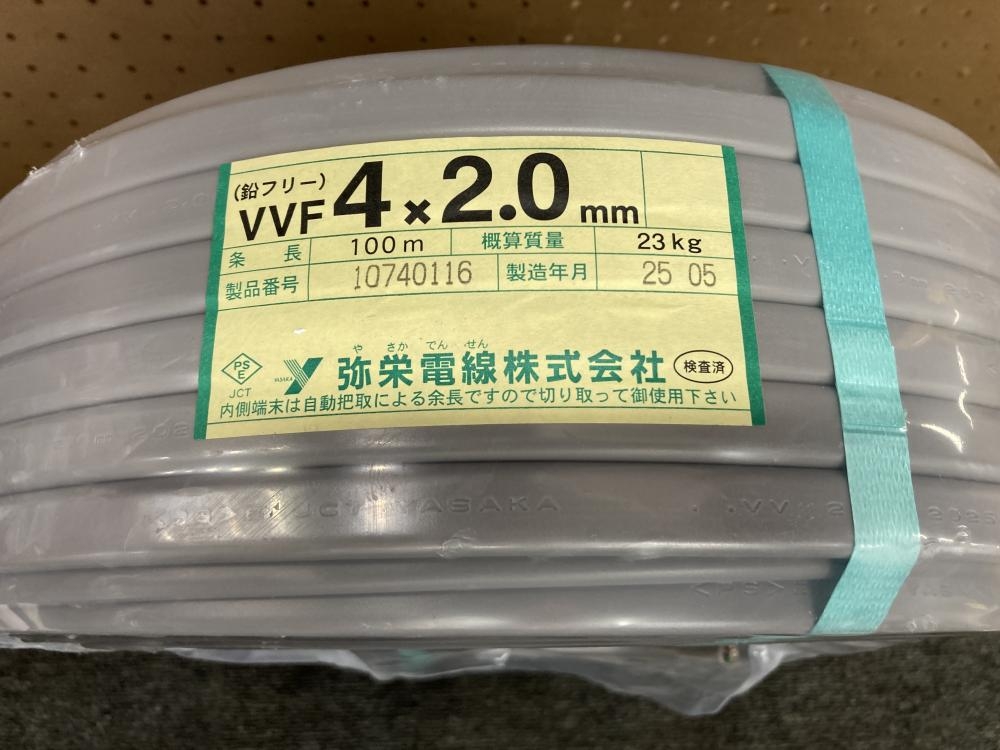 (鉛フリー)
VVF 4×2.0mm
条長 100m 概算質量 23kg
製品番号 10740116 製造年月 25 05
や さか でん せん
PS E JCT YASAKA 弥栄電線株式会社 検査済
内側端末は自動把取による余長ですので切り取って御使用下さい
JCT YASAKA
VV 2
<PS>